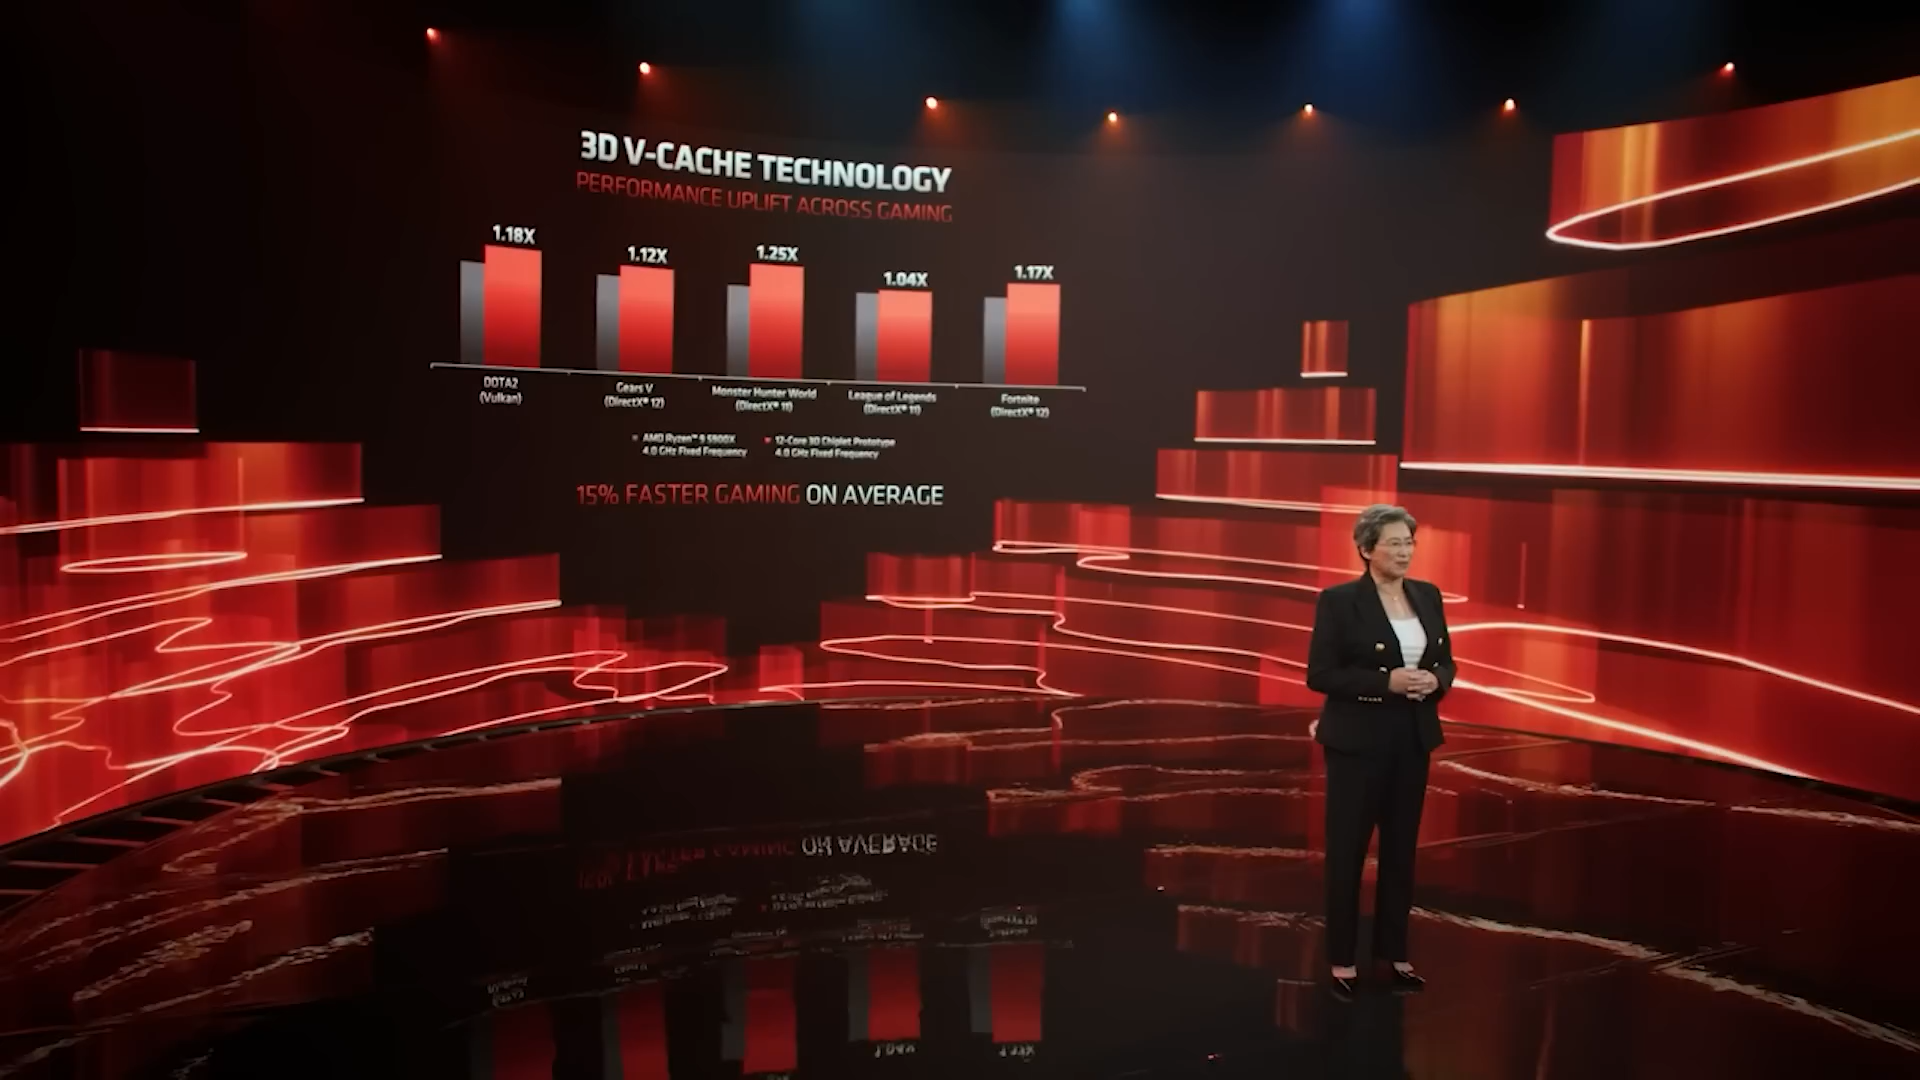 3D V-CACHE TECHNOLOGY
PERFORMANCE UPLIFT ACROSS GAMING
1.18X
1.12X
1.25X
1.04X
1.17X
DOTA2
(Vulkan)
Gears V
(DirectX® 12)
Monster Hunter World
(DirectX® 11)
League of Legends
(DirectX® 11)
Fortnite
(DirectX® 12)
AMD Ryzen™ 9 5900X
4.0 GHz Fixed Frequency
12-Core 3D Chiplet Prototype
4.0 GHz Fixed Frequency
15% FASTER GAMING ON AVERAGE